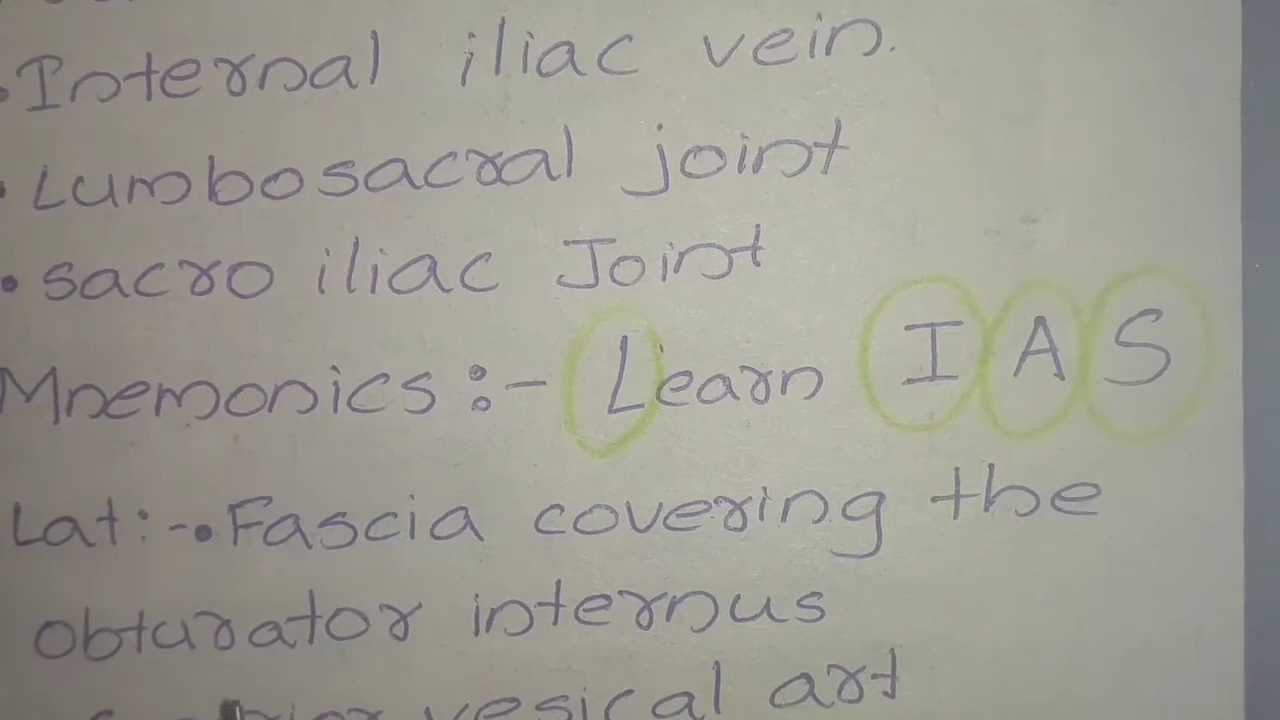 • Internal iliac vein.
• Lumbosacral joint
• sacro iliac Joint
Mnemonics :- Learn I A S
Lat:- • Fascia covering the
obturator internus
vesical art